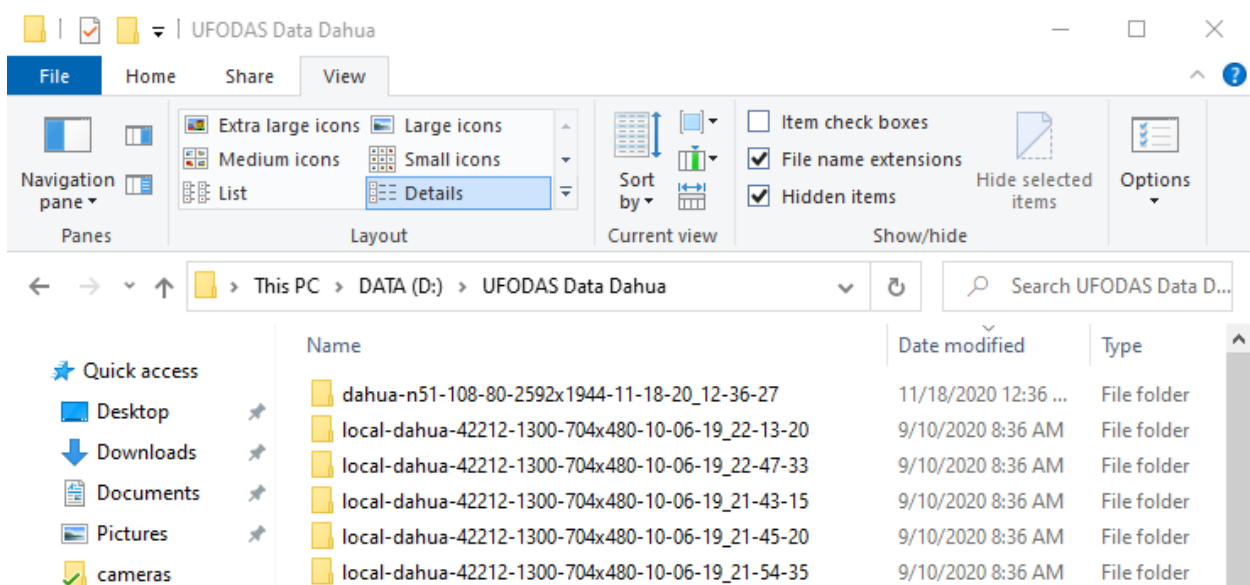 UFODAS Data Dahua
File Home Share View
Extra large icons Large icons Item check boxes
Medium icons Small icons File name extensions
Navigation pane List Details Sort by Hidden items Hide selected items Options
Panes Layout Current view Show/hide
This PC > DATA (D:) > UFODAS Data Dahua Search UFODAS Data D...
Name Date modified Type
Quick access
dahua-n51-108-80-2592x1944-11-18-20_12-36-27 11/18/2020 12:36 ... File folder
Desktop
local-dahua-42212-1300-704x480-10-06-19_22-13-20 9/10/2020 8:36 AM File folder
Downloads
local-dahua-42212-1300-704x480-10-06-19_22-47-33 9/10/2020 8:36 AM File folder
Documents
local-dahua-42212-1300-704x480-10-06-19_21-43-15 9/10/2020 8:36 AM File folder
Pictures
local-dahua-42212-1300-704x480-10-06-19_21-45-20 9/10/2020 8:36 AM File folder
cameras
local-dahua-42212-1300-704x480-10-06-19_21-54-35 9/10/2020 8:36 AM File folder